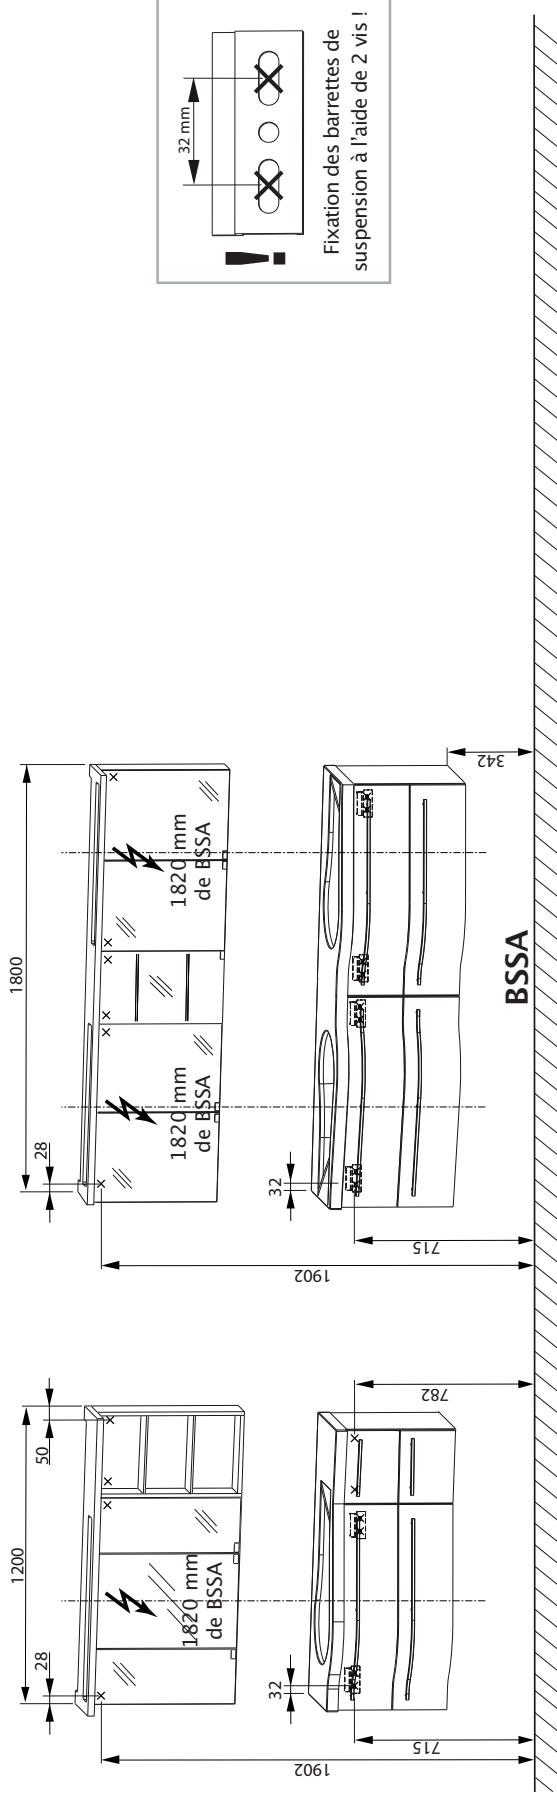 28
1200
50
1820 mm
de BSSA
32
1902
715
782
28
1800
1820 mm
de BSSA
1820 mm
de BSSA
32
1902
715
342
BSSA
32 mm
!
Fixation des barrettes de
suspension à l'aide de 2 vis !